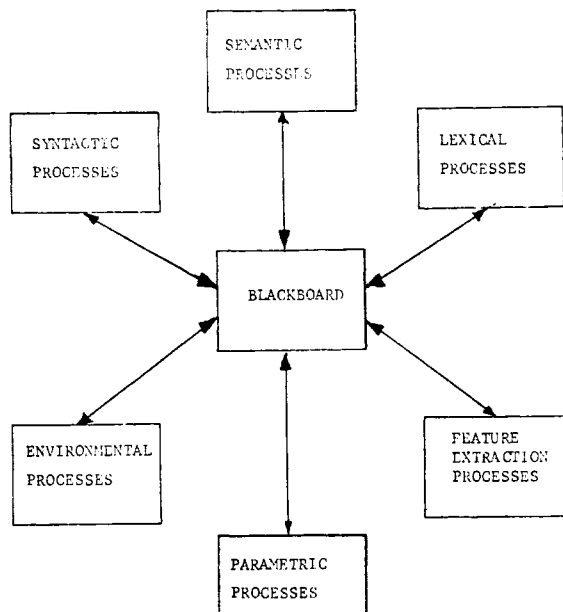 SEMANTIC
PROCESSES
SYNTACTIC
PROCESSES
LEXICAL
PROCESSES
BLACKBOARD
ENVIRONMENTAL
PROCESSES
FEATURE
EXTRACTION
PROCESSES
PARAMETRIC
PROCESSES